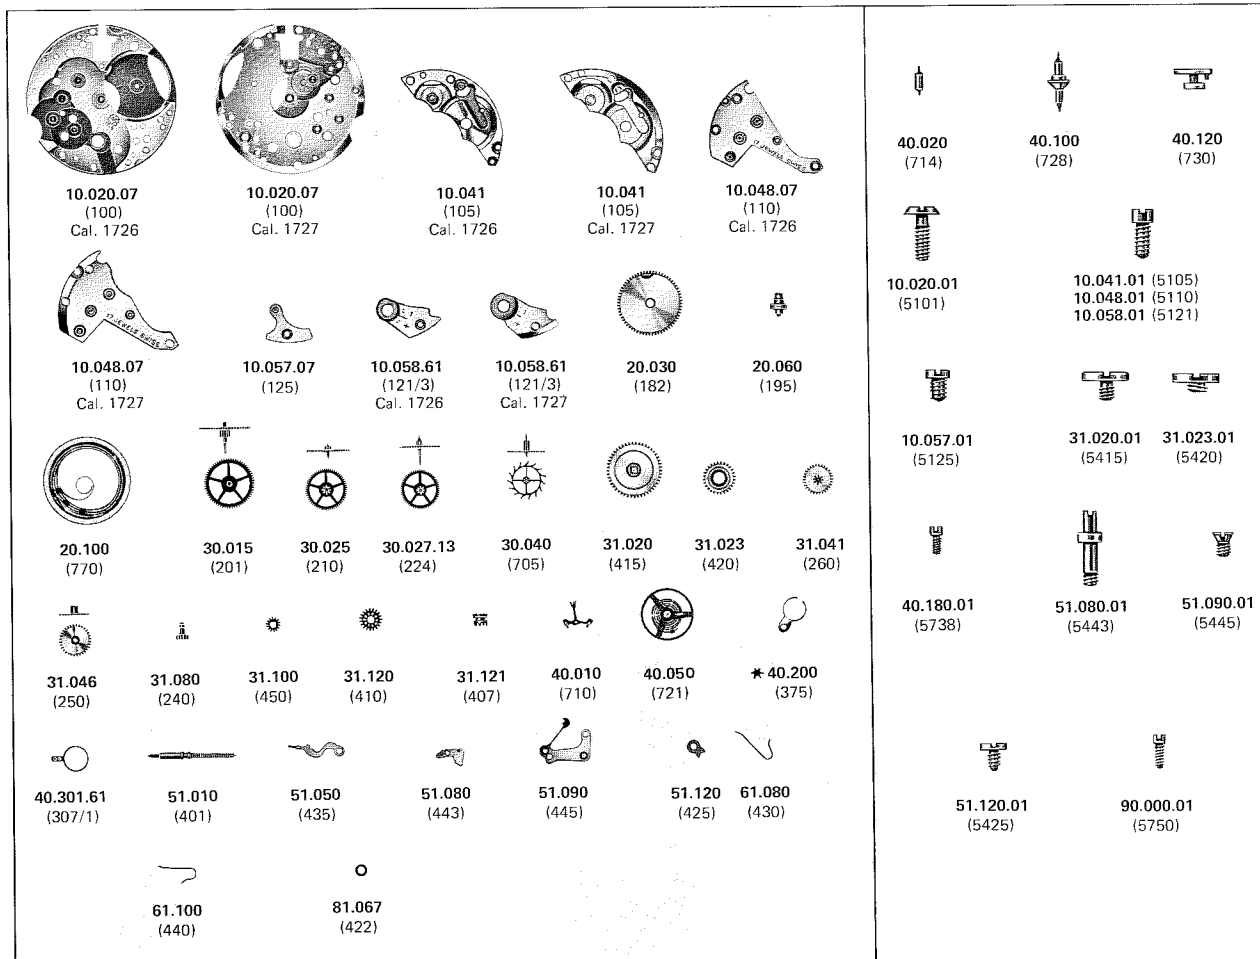 10.020.07 10.020.07 10.041 10.041 10.048.07
(100) (100) (105) (105) (110)
Cal. 1726 Cal. 1727 Cal. 1726 Cal. 1727 Cal. 1726
17 JEWELS SWISS
10.048.07 10.057.07 10.058.61 10.058.61 20.030 20.060
(110) (125) (121/3) (121/3) (182) (195)
Cal. 1727 Cal. 1726 Cal. 1727
17 JEWELS SWISS
20.100 30.015 30.025 30.027.13 30.040 31.020 31.023 31.041
(770) (201) (210) (224) (705) (415) (420) (260)
31.046 31.080 31.100 31.120 31.121 40.010 40.050 * 40.200
(250) (240) (450) (410) (407) (710) (721) (375)
40.301.61 51.010 51.050 51.080 51.090 51.120 61.080
(307/1) (401) (435) (443) (445) (425) (430)
61.100 81.067
(440) (422)
40.020 40.100 40.120
(714) (728) (730)
10.020.01 10.041.01 (5105)
(5101) 10.048.01 (5110)
10.058.01 (5121)
10.057.01 31.020.01 31.023.01
(5125) (5415) (5420)
40.180.01 51.080.01 51.090.01
(5738) (5443) (5445)
51.120.01 90.000.01
(5425) (5750)